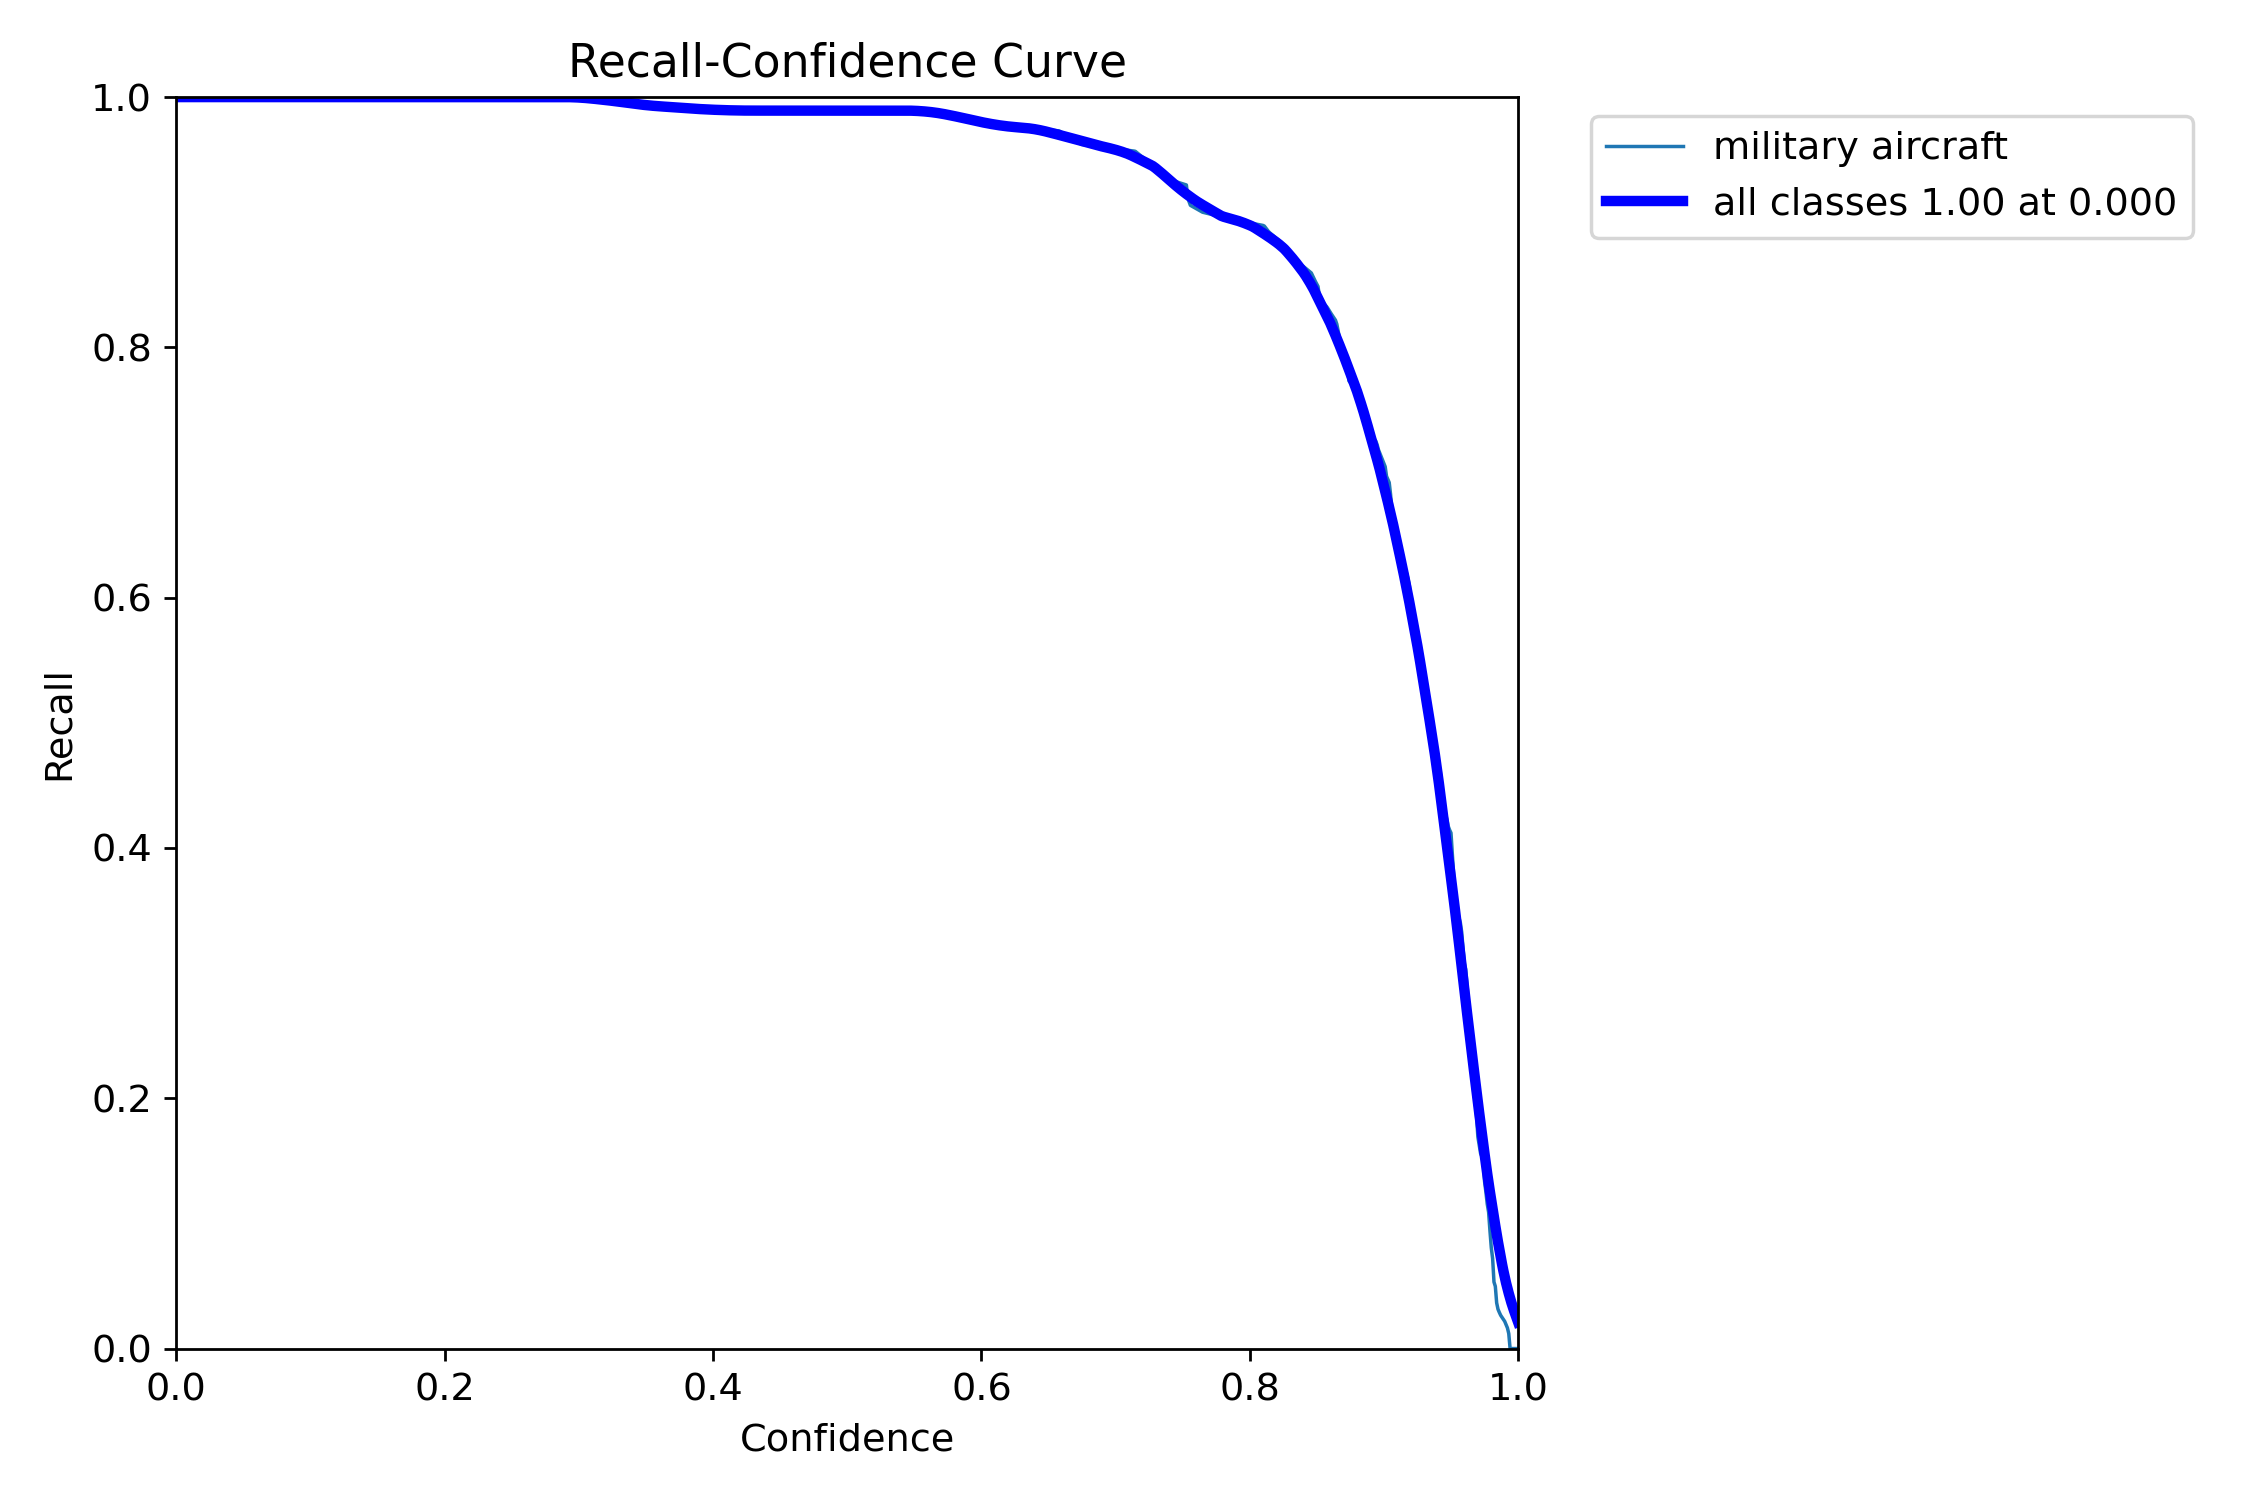 Recall-Confidence Curve
military aircraft
all classes 1.00 at 0.000
1.0
0.8
0.6
0.4
0.2
0.0
Recall
0.0 0.2 0.4 0.6 0.8 1.0
Confidence